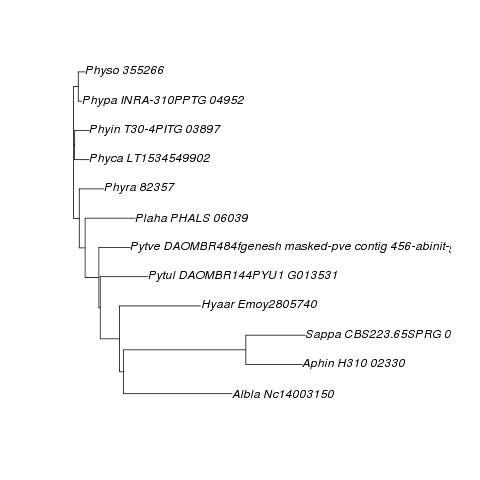 Physo 355266
Phypa INRA-310PPTG 04952
Phyin T30-4PITG 03897
Phyca LT1534549902
Phyra 82357
Plaha PHALS 06039
Pytve DAOMBR484fgenesh masked-pve contig 456-abinit-
Pytul DAOMBR144PYU1 G013531
Hyaar Emoy2805740
Sappa CBS223.65SPRG 0
Aphin H310 02330
Albla Nc14003150